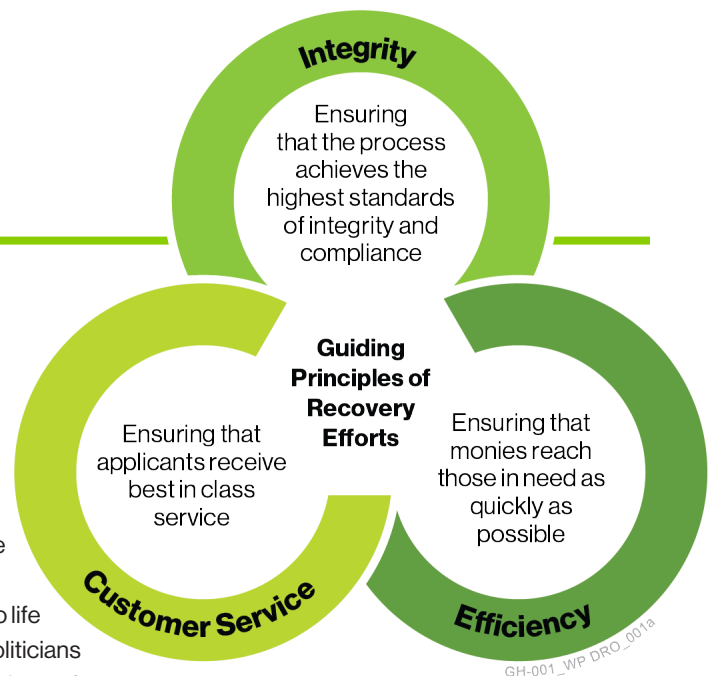 Integrity
Ensuring
that the process
achieves the
highest standards
of integrity and
compliance
Guiding
Principles of
Recovery
Efforts
Ensuring that
applicants receive
best in class
service
Customer Service
Ensuring that
monies reach
those in need as
quickly as
possible
Efficiency
GH-001_WP DRO_001a
e
o life
oliticians